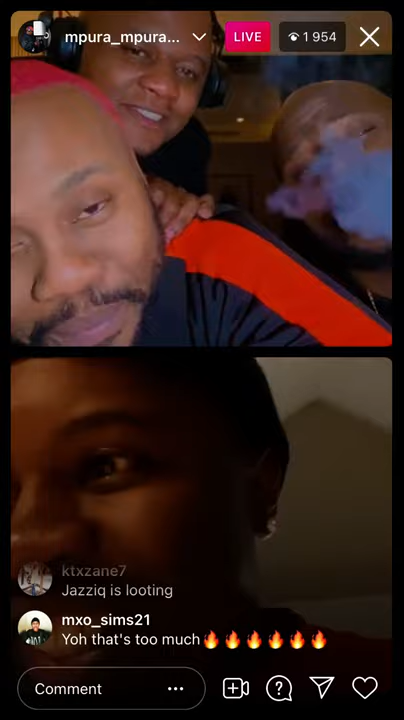 mpura_mpura...
LIVE
1 954
ktxzane7
Jazziq is looting
mxo_sims21
Yoh that's too much🔥🔥🔥🔥🔥🔥
Comment